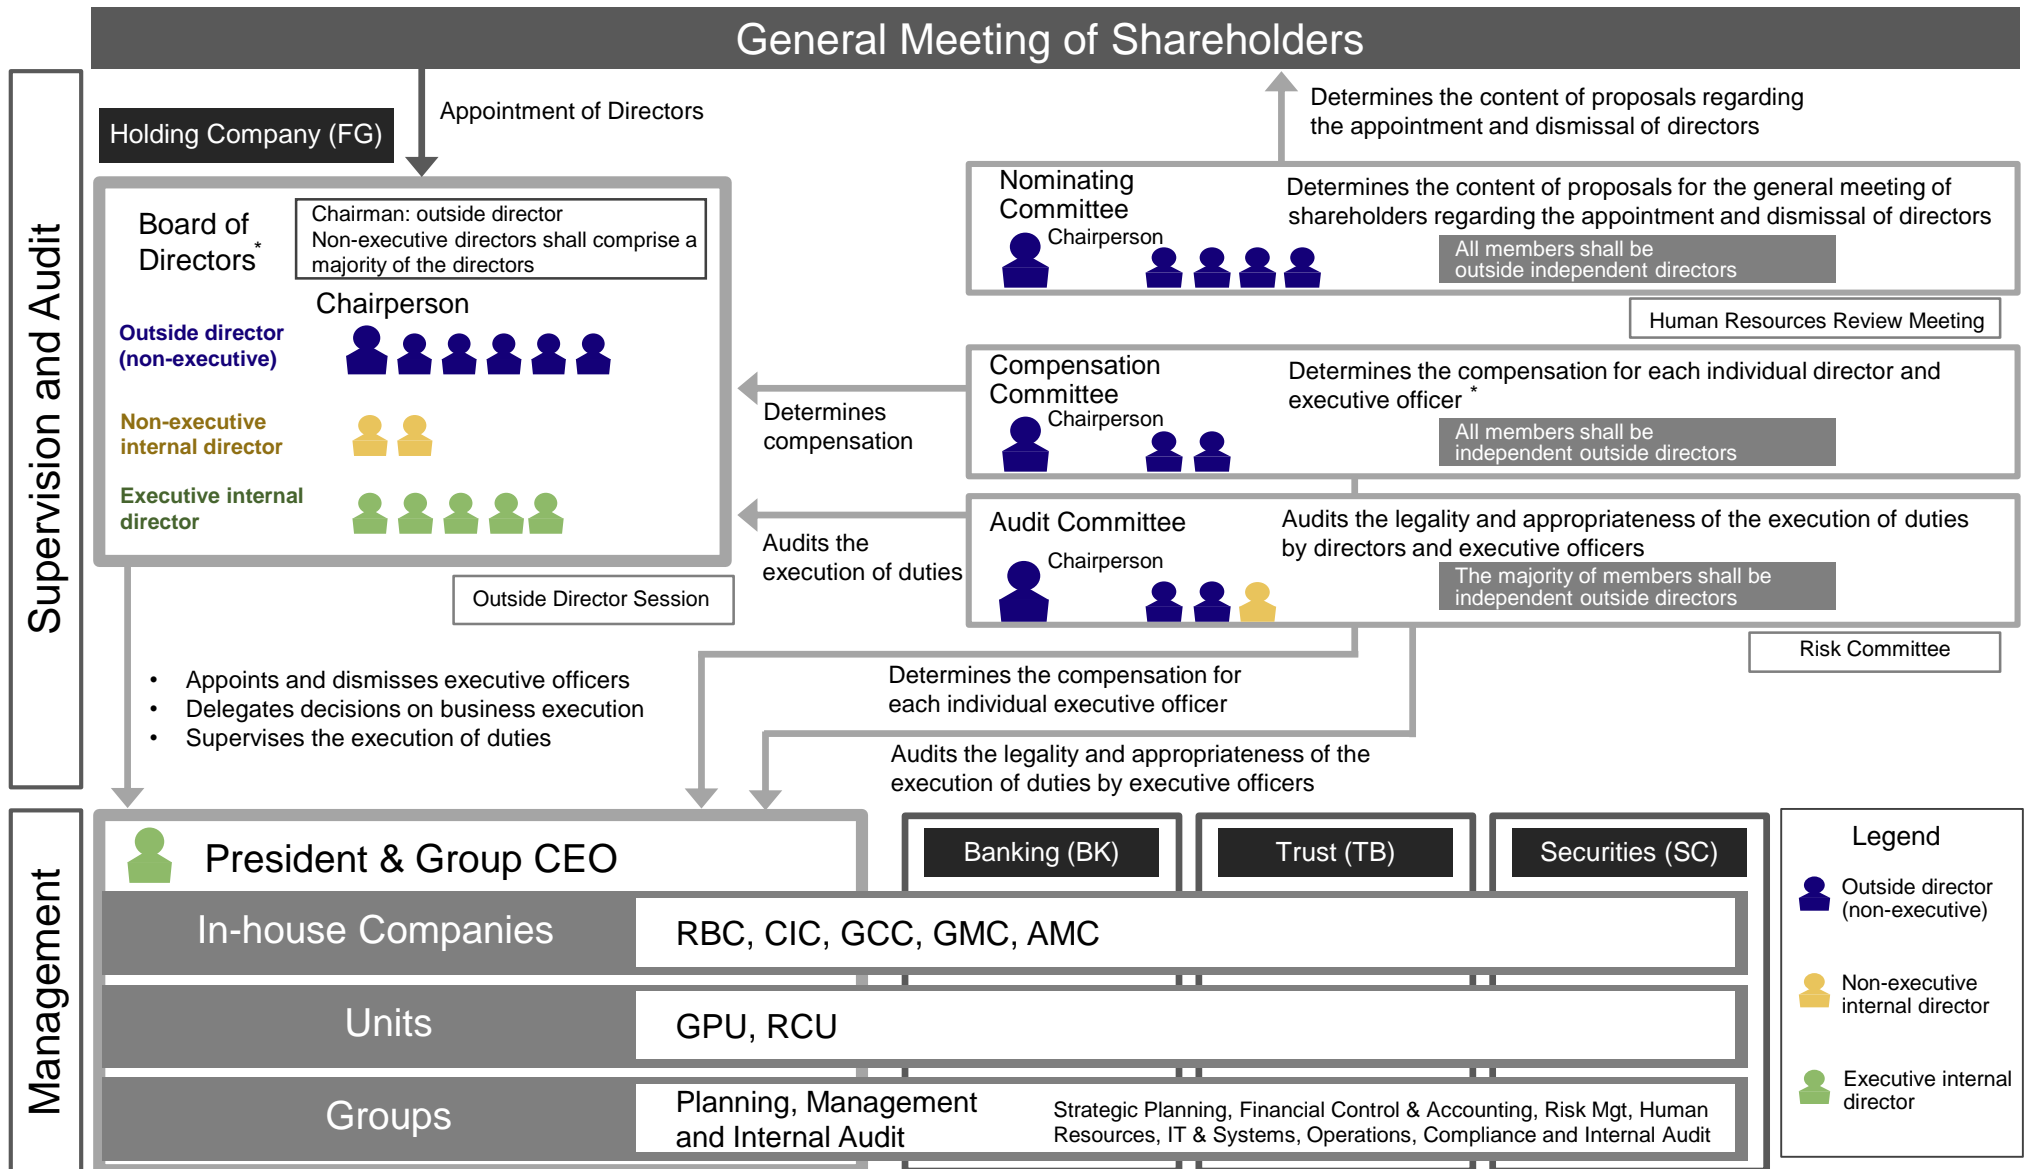 General Meeting of Shareholders
Supervision and Audit
Holding Company (FG)
Appointment of Directors
Determines the content of proposals regarding
the appointment and dismissal of directors
Board of
Directors*
Chairman: outside director
Non-executive directors shall comprise a
majority of the directors
Chairperson
Outside director
(non-executive)
Non-executive
internal director
Executive internal
director
Outside Director Session
Nominating
Committee
Chairperson
Determines the content of proposals for the general meeting of
shareholders regarding the appointment and dismissal of directors
All members shall be
outside independent directors
Human Resources Review Meeting
Compensation
Committee
Chairperson
Determines the compensation for each individual director and
executive officer *
All members shall be
independent outside directors
Determines
compensation
Audit Committee
Chairperson
Audits the legality and appropriateness of the execution of duties
by directors and executive officers
The majority of members shall be
independent outside directors
Audits the
execution of duties
Risk Committee
• Appoints and dismisses executive officers
• Delegates decisions on business execution
• Supervises the execution of duties
Determines the compensation for
each individual executive officer
Audits the legality and appropriateness of the
execution of duties by executive officers
Management
President & Group CEO
Banking (BK)
Trust (TB)
Securities (SC)
In-house Companies
RBC, CIC, GCC, GMC, AMC
Units
GPU, RCU
Groups
Planning, Management
and Internal Audit
Strategic Planning, Financial Control & Accounting, Risk Mgt, Human
Resources, IT & Systems, Operations, Compliance and Internal Audit
Legend
Outside director
(non-executive)
Non-executive
internal director
Executive internal
director